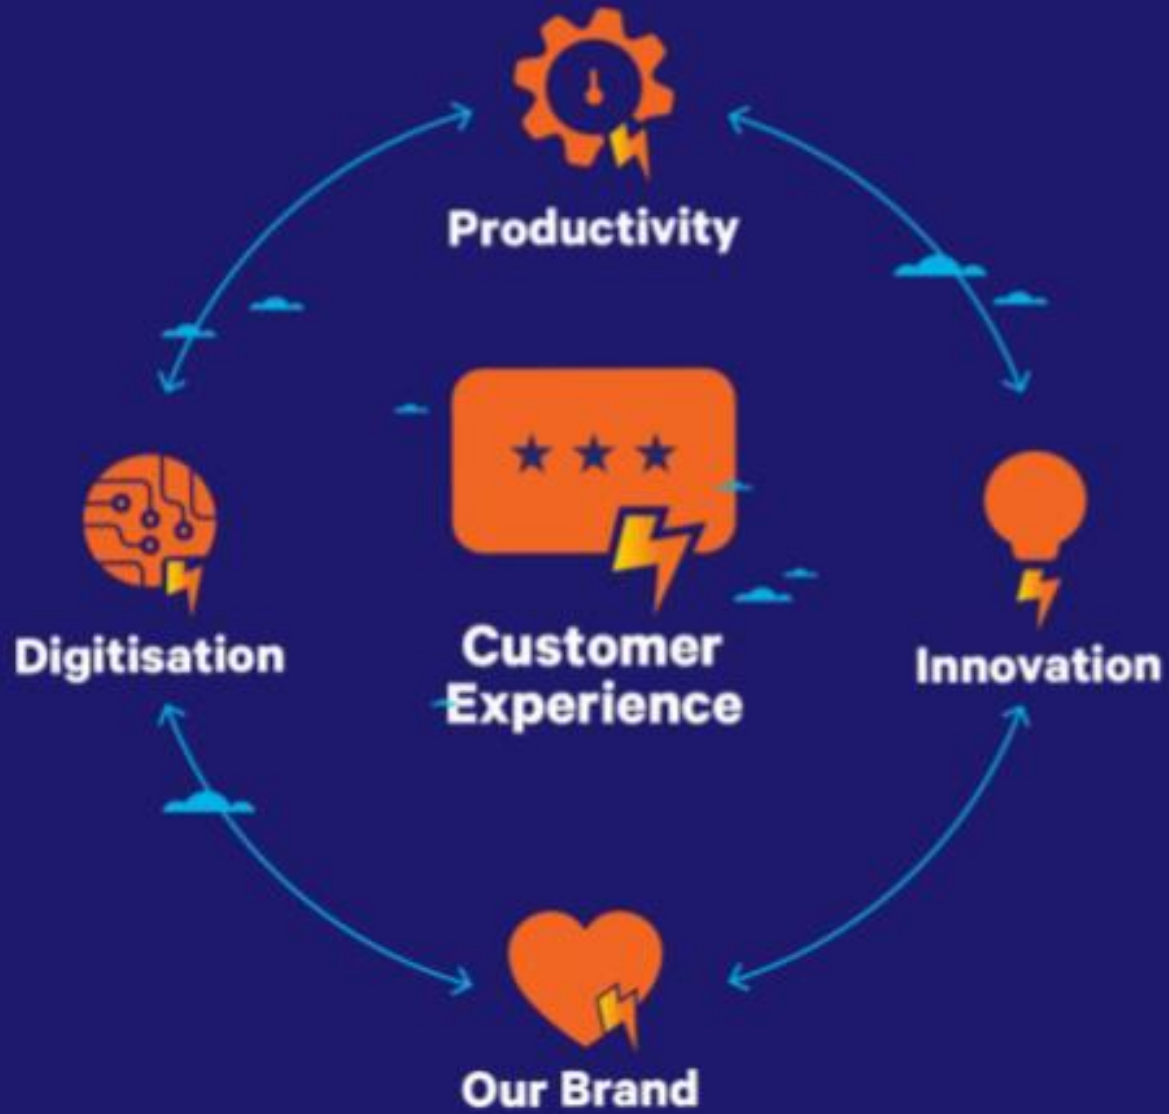 Productivity
Digitisation
Customer
Experience
Innovation
Our Brand